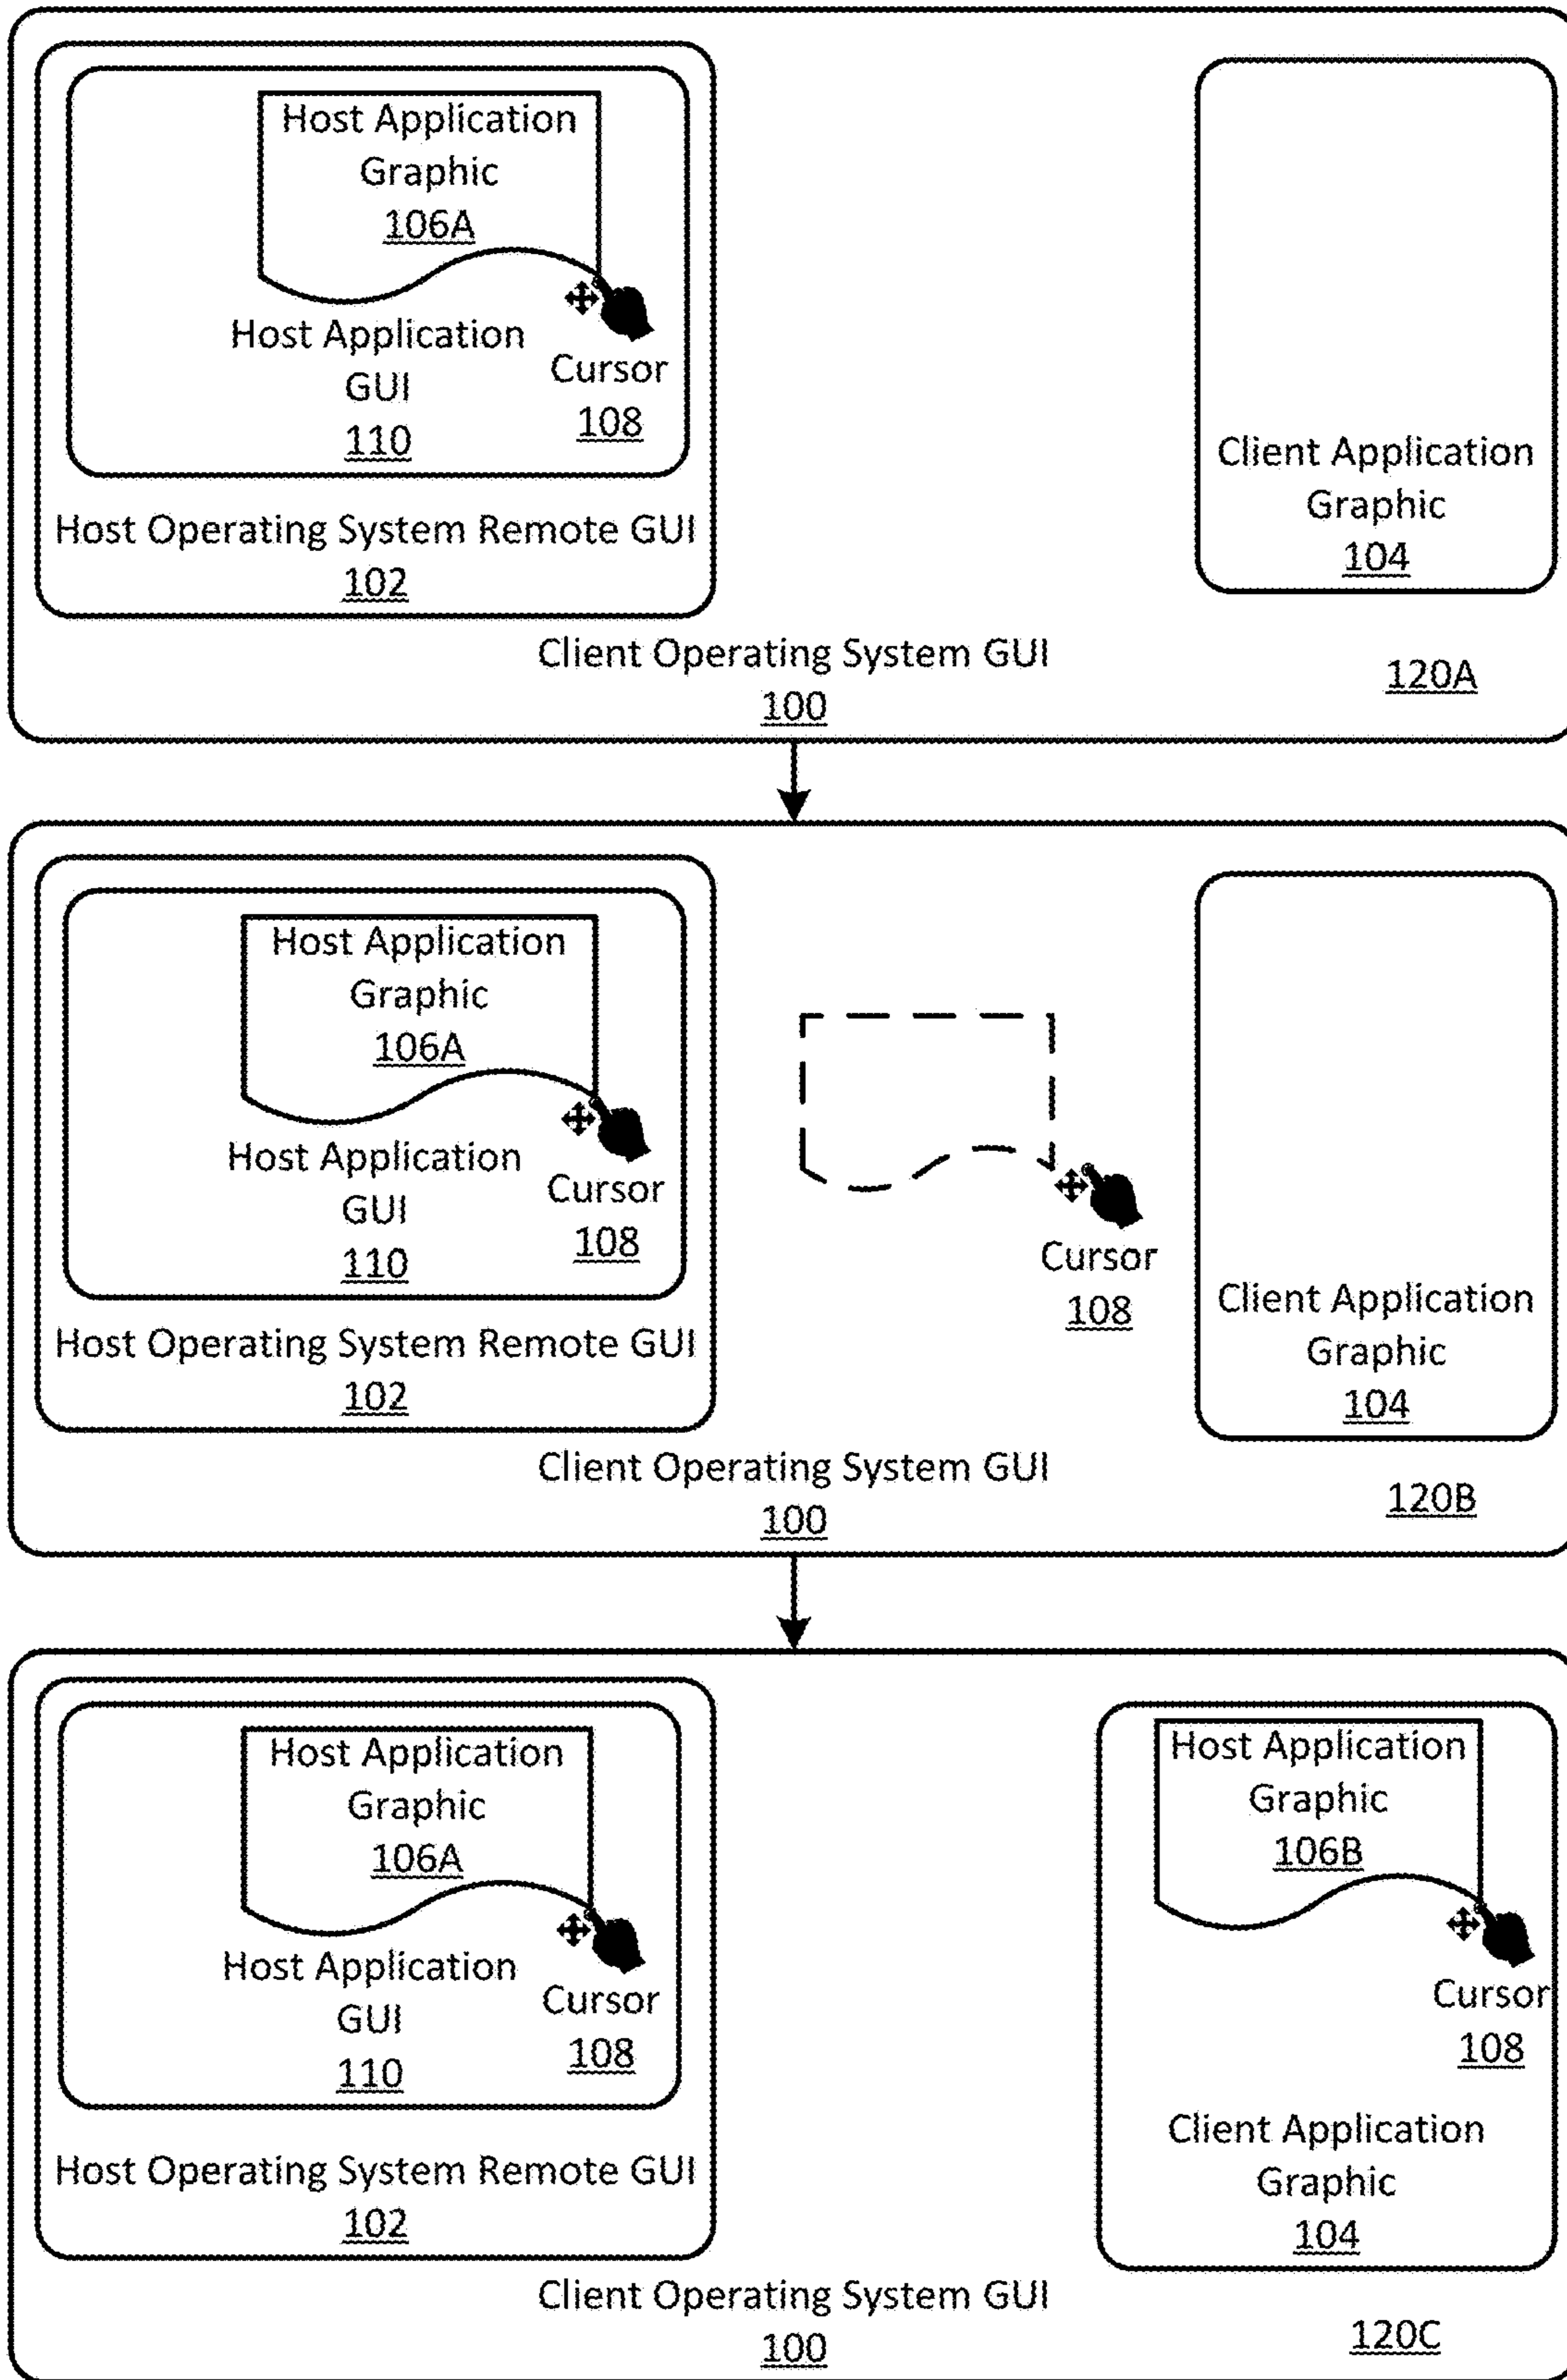 Host Application
Graphic
106A
Host Application
GUI
110
Cursor
108
Host Operating System Remote GUI
102
Client Application
Graphic
104
Client Operating System GUI
100
120A
Host Application
Graphic
106A
Host Application
GUI
110
Cursor
108
Host Operating System Remote GUI
102
Cursor
108
Client Application
Graphic
104
Client Operating System GUI
100
120B
Host Application
Graphic
106A
Host Application
GUI
110
Cursor
108
Host Operating System Remote GUI
102
Host Application
Graphic
106B
Cursor
108
Client Application
Graphic
104
Client Operating System GUI
100
120C